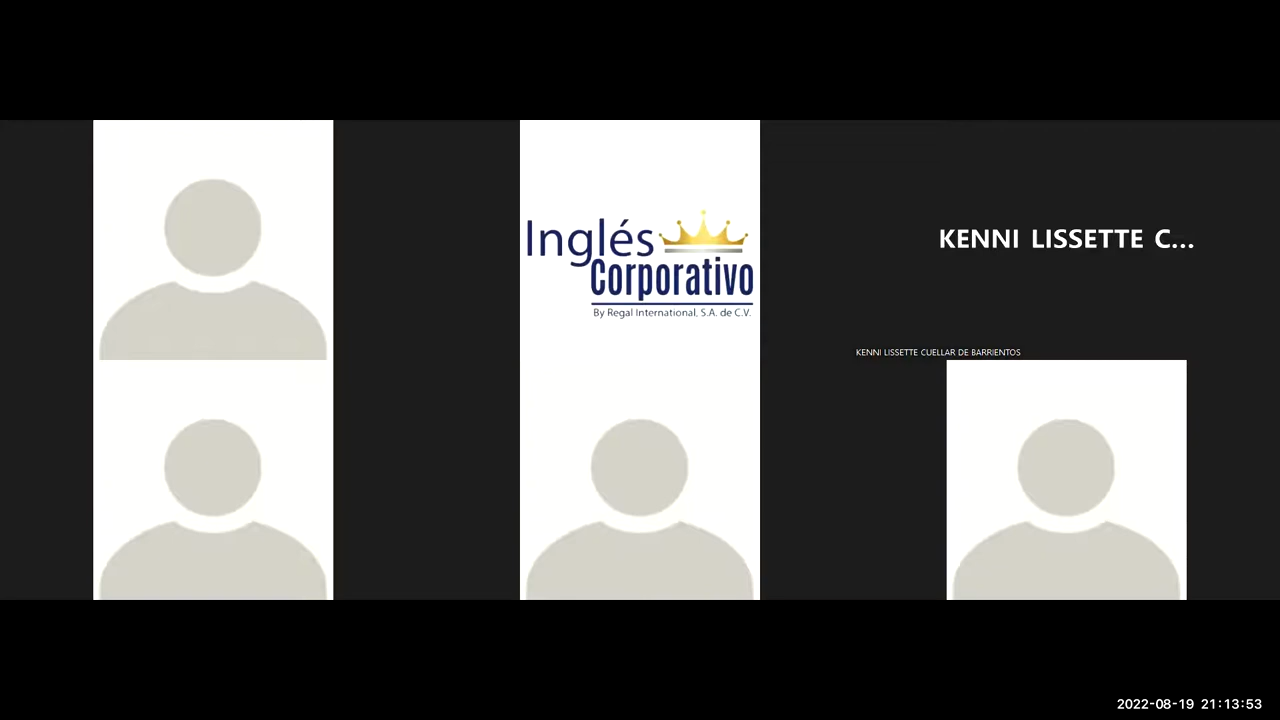 Inglés
Corporativo
By Regal International, S.A. de C.V.
KENNI LISSETTE C...
KENNI LISSETTE CUELLAR DE BARRIENTOS
2022-08-19 21:13:53